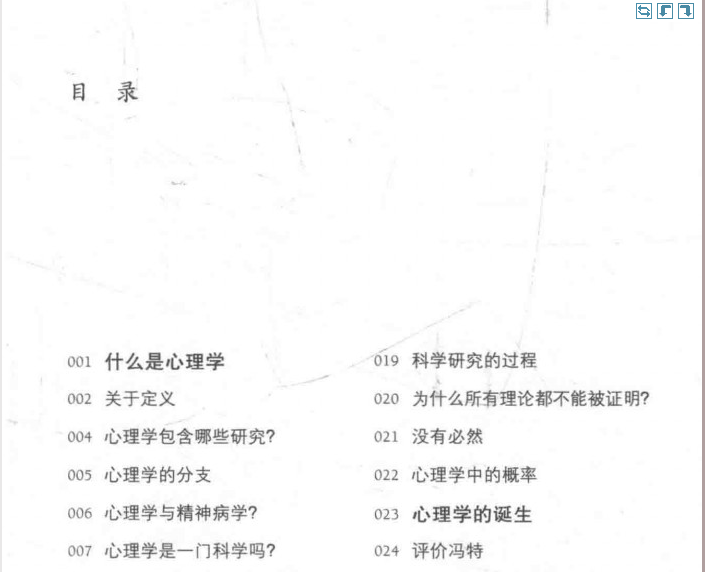 目 录
001 什么是心理学
002 关于定义
004 心理学包含哪些研究?
005 心理学的分支
006 心理学与精神病学?
007 心理学是一门科学吗?
019 科学研究的过程
020 为什么所有理论都不能被证明?
021 没有必然
022 心理学中的概率
023 心理学的诞生
024 评价冯特